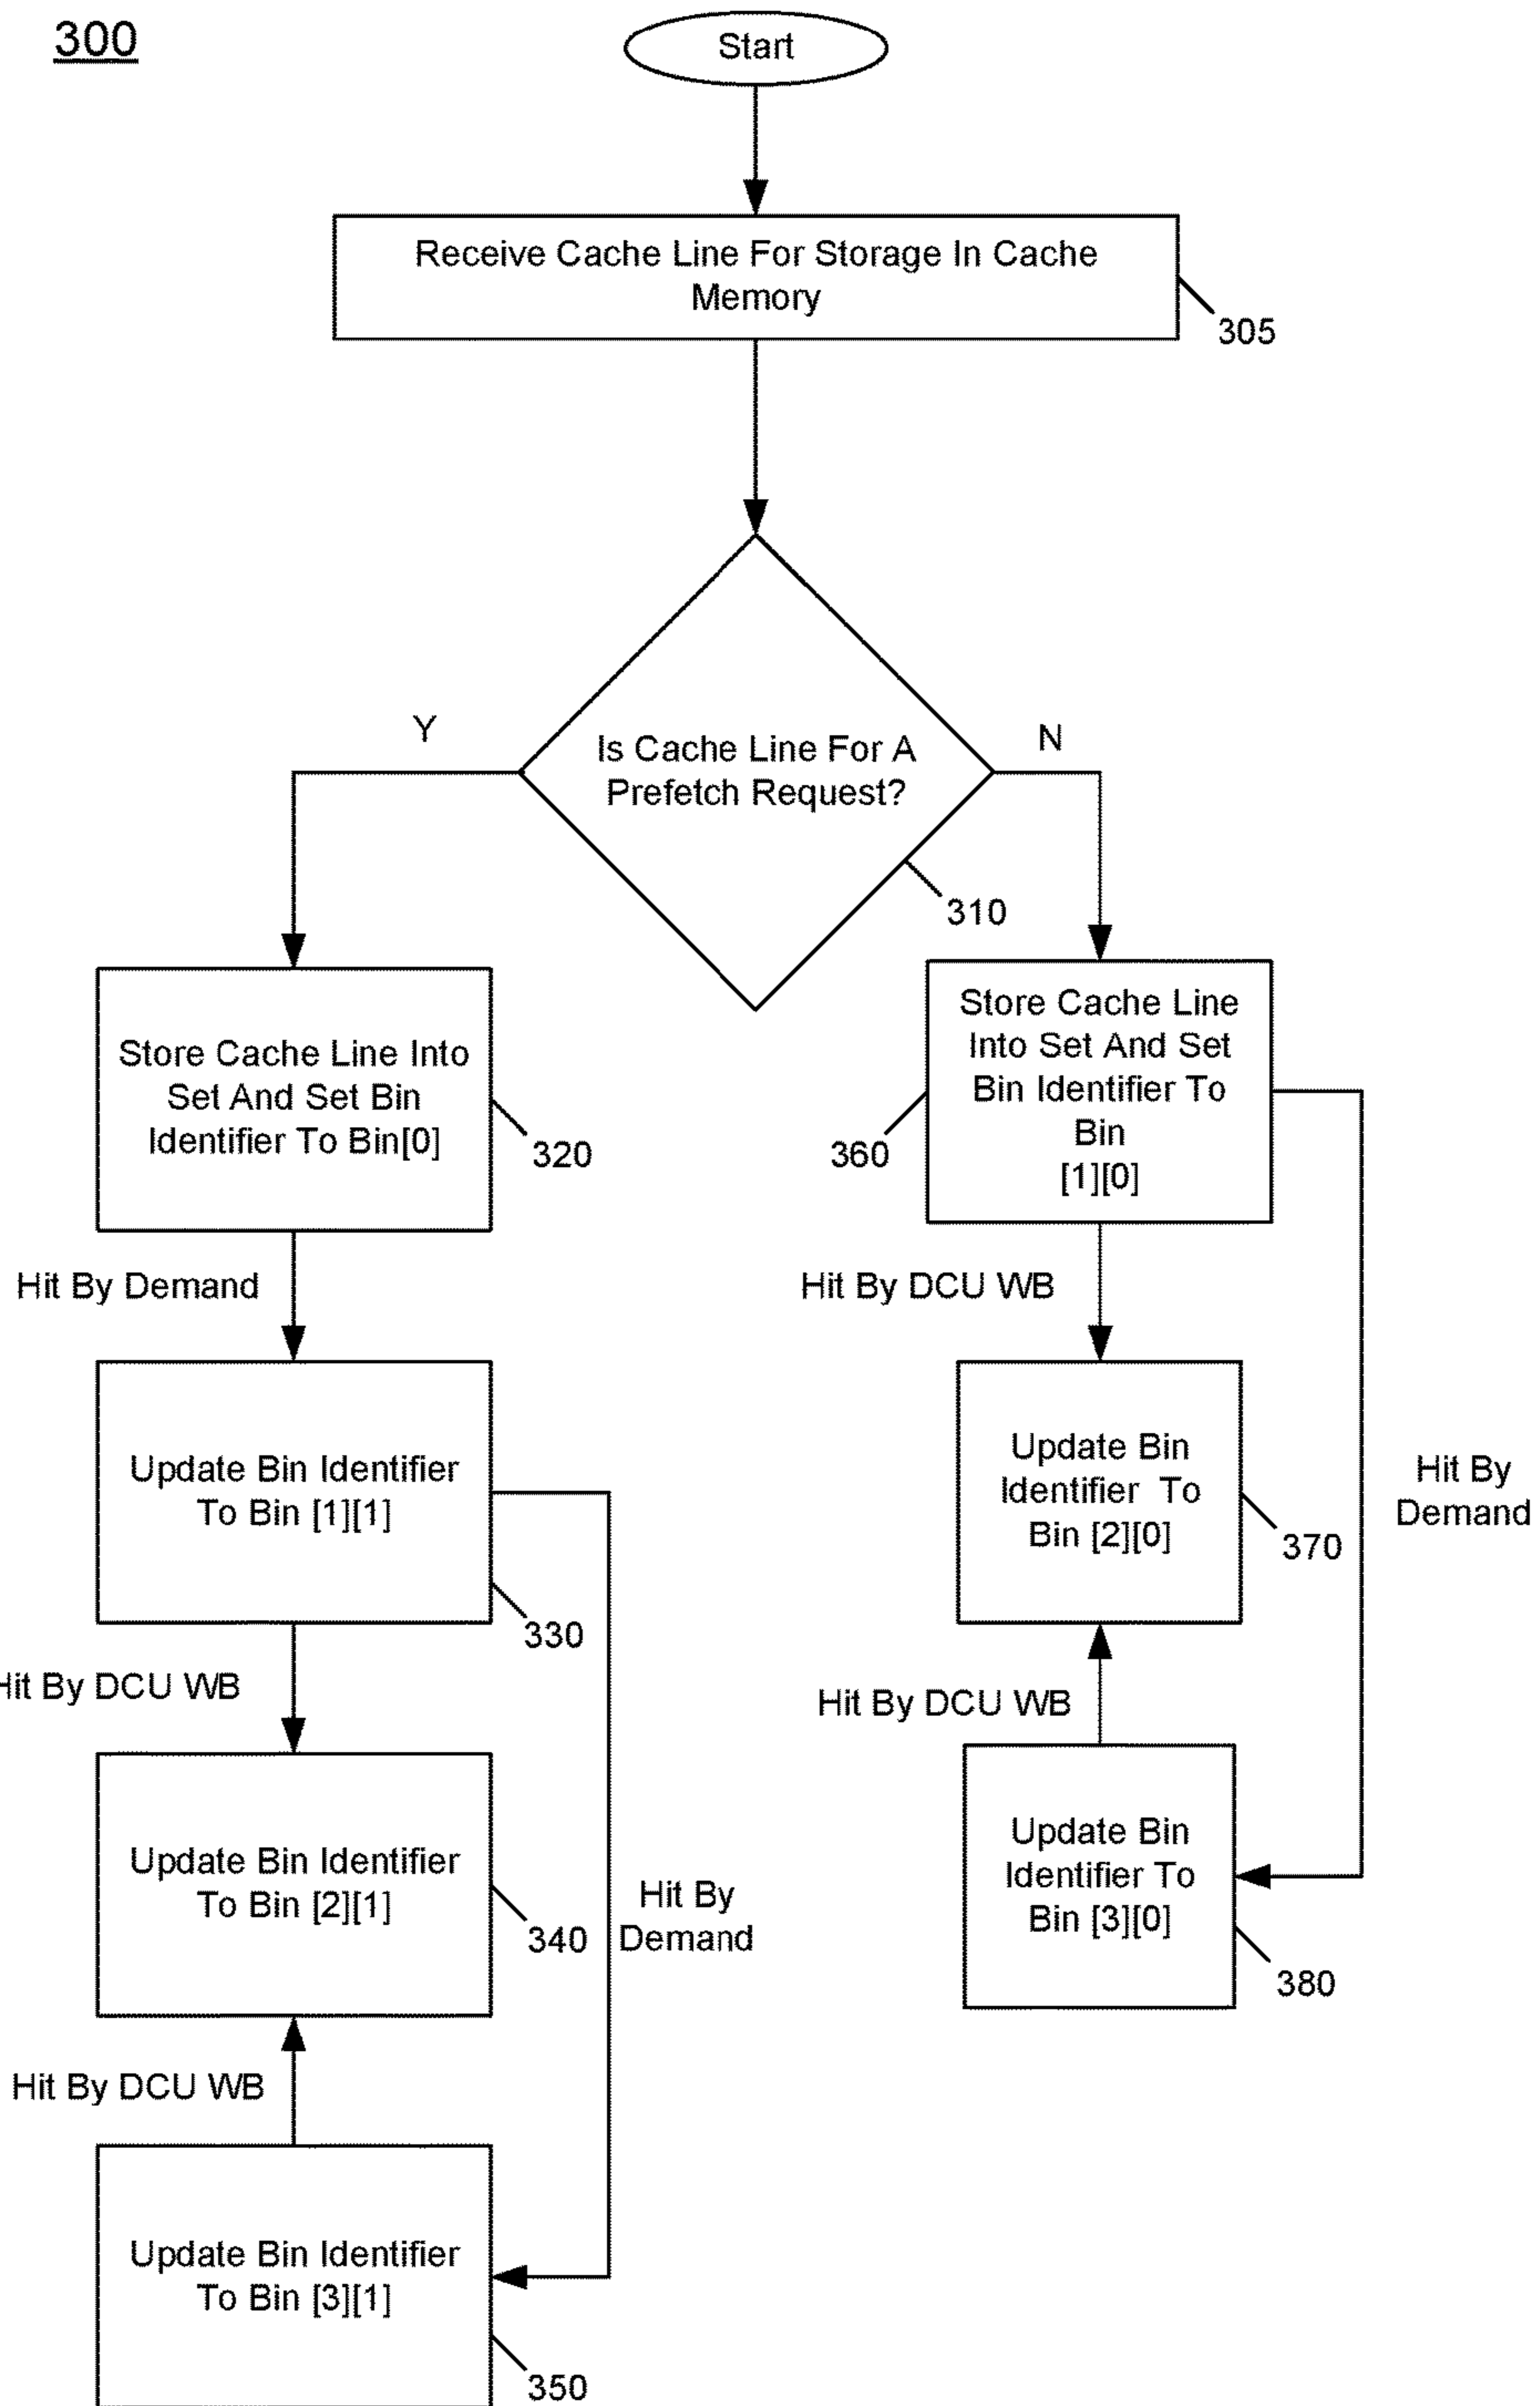 300
Start
Receive Cache Line For Storage In Cache
Memory
305
Y
N
Is Cache Line For A
Prefetch Request?
310
Store Cache Line Into
Set And Set Bin
Identifier To Bin[0]
320
Store Cache Line
Into Set And Set
Bin Identifier To
Bin
[1][0]
360
Hit By Demand
Hit By DCU WB
Update Bin Identifier
To Bin [1][1]
330
Update Bin
Identifier To
Bin [2][0]
370
Hit By
Demand
Hit By DCU WB
Hit By DCU WB
Update Bin Identifier
To Bin [2][1]
340
Hit By
Demand
Update Bin
Identifier To
Bin [3][0]
380
Hit By DCU WB
Update Bin Identifier
To Bin [3][1]
350